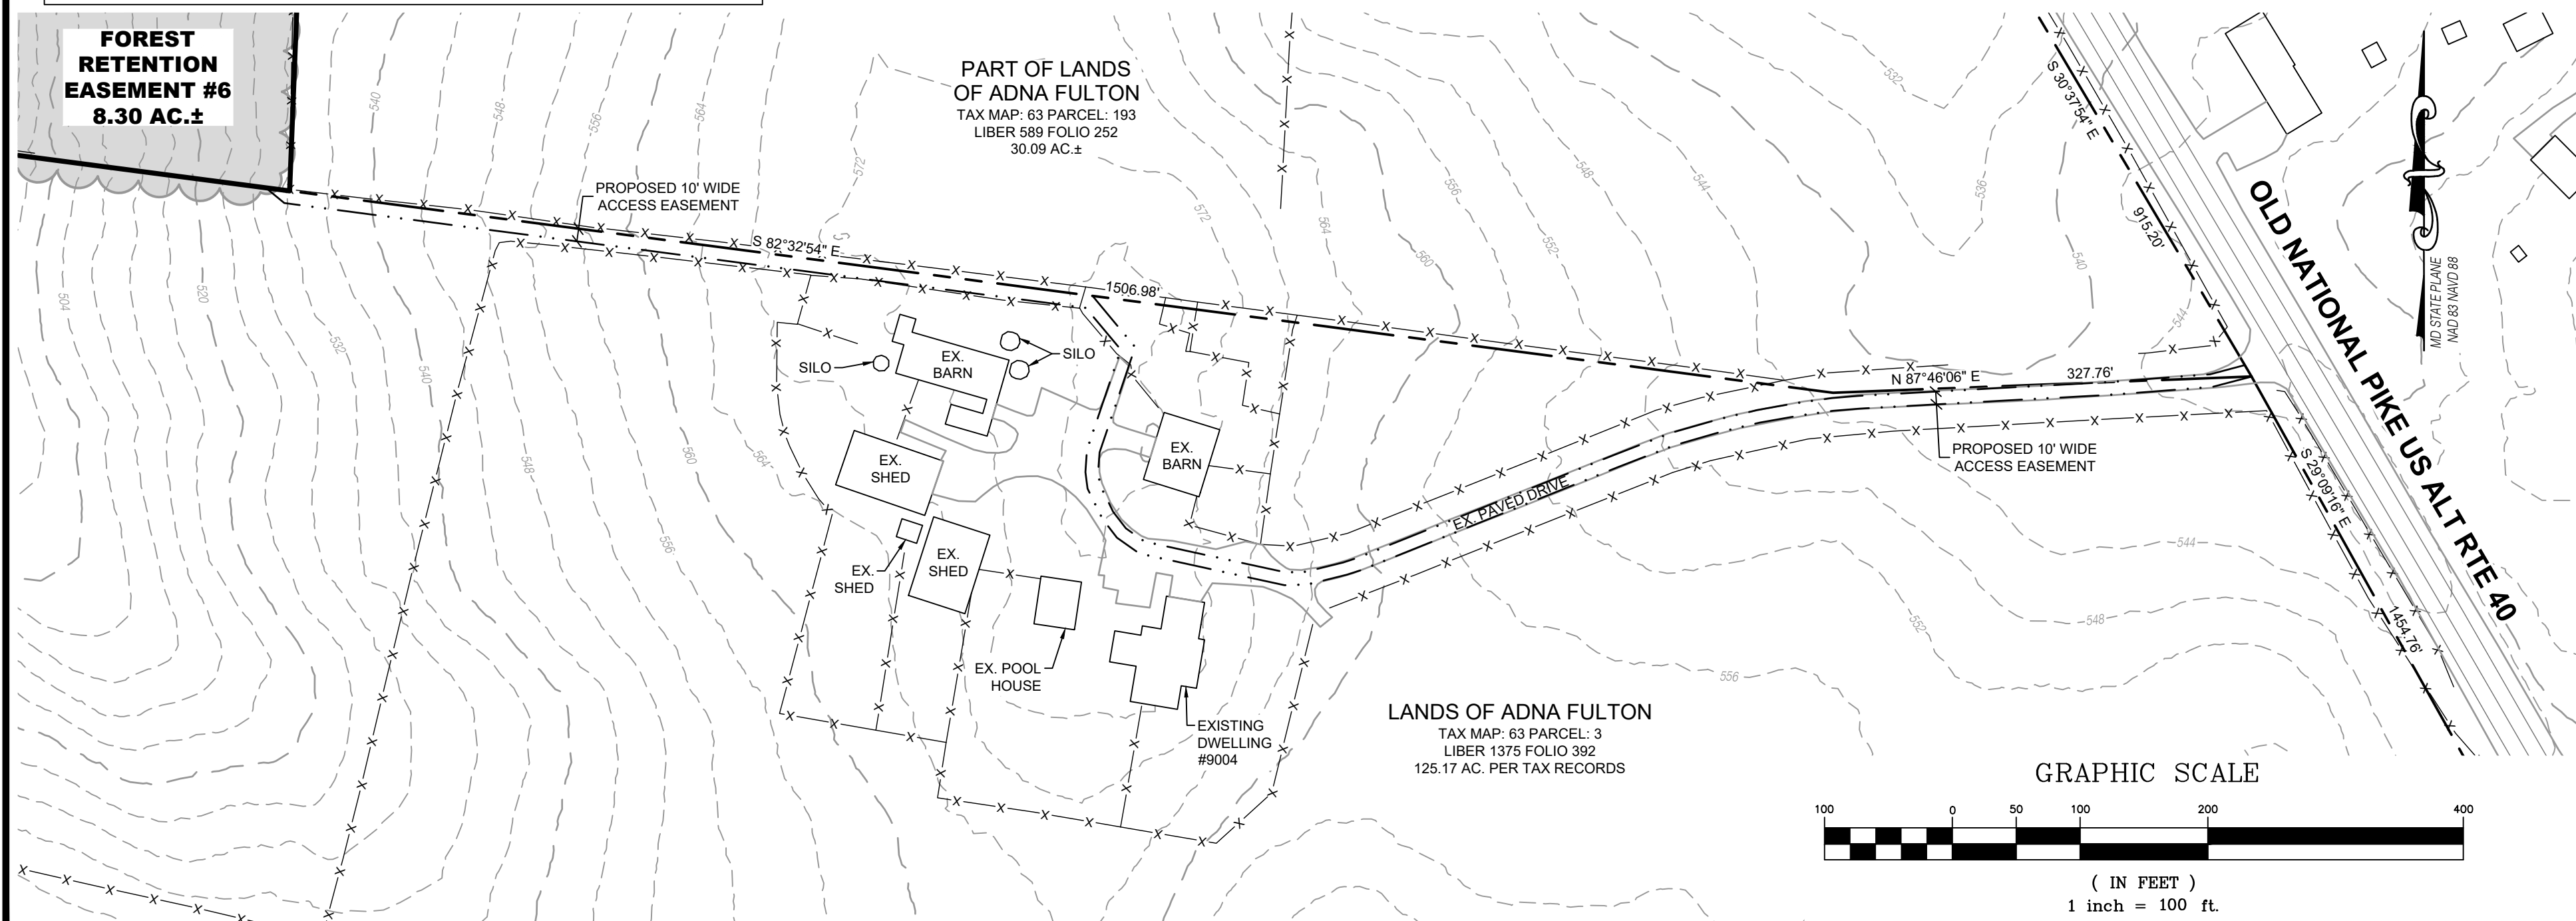 FOREST
RETENTION
EASEMENT #6
8.30 AC.±
PART OF LANDS
OF ADNA FULTON
TAX MAP: 63 PARCEL: 193
LIBER 589 FOLIO 252
30.09 AC.±
PROPOSED 10' WIDE
ACCESS EASEMENT
S 82°32'54" E
1506.98'
S 30°37'54" E
915.20'
OLD NATIONAL PIKE US ALT RTE 40
MD STATE PLANE
NAD 83 NAVD 88
N 87°46'06" E
327.76'
PROPOSED 10' WIDE
ACCESS EASEMENT
S 29°09'16" E
1454.76'
EX. PAVED DRIVE
SILO
SILO
EX.
BARN
EX.
BARN
EX.
SHED
EX.
SHED
EX.
SHED
EX. POOL
HOUSE
EXISTING
DWELLING
#9004
LANDS OF ADNA FULTON
TAX MAP: 63 PARCEL: 3
LIBER 1375 FOLIO 392
125.17 AC. PER TAX RECORDS
540
548
556
564
572
572
564
556
548
544
560
552
532
536
540
544
504
520
532
540
548
560
564
556
544
548
552
556
GRAPHIC SCALE
100 0 50 100 200 400
( IN FEET )
1 inch = 100 ft.